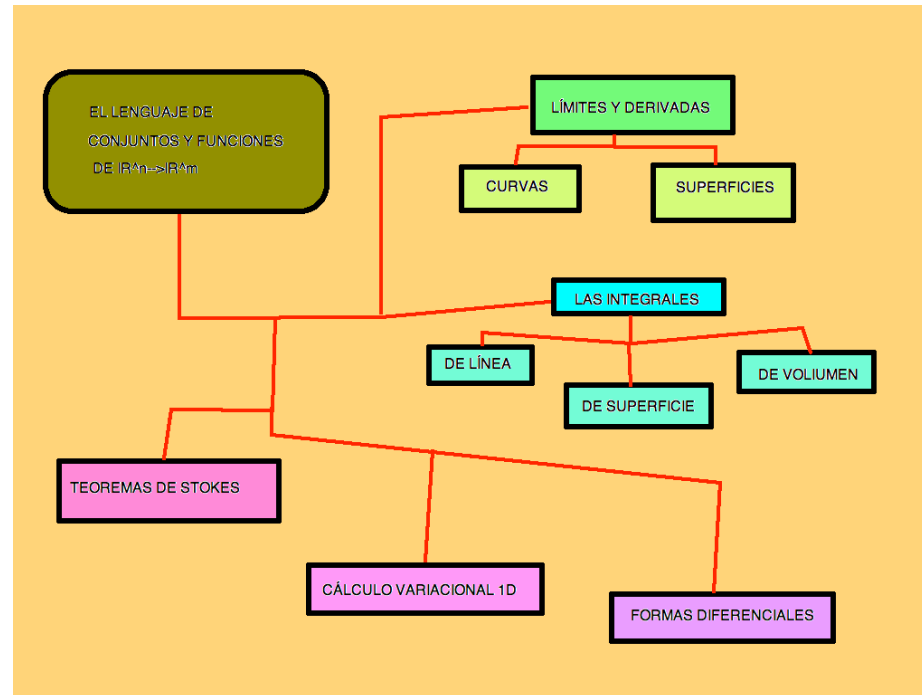 EL LENGUAJE DE
CONJUNTOS Y FUNCIONES
DE IR^n-->IR^m
LÍMITES Y DERIVADAS
CURVAS
SUPERFICIES
LAS INTEGRALES
DE LÍNEA
DE SUPERFICIE
DE VOLIUMEN
TEOREMAS DE STOKES
CÁLCULO VARIACIONAL 1D
FORMAS DIFERENCIALES